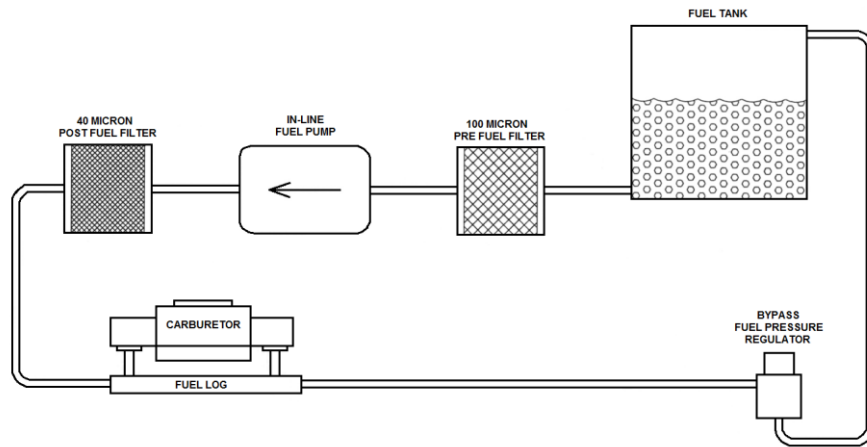 FUEL TANK
40 MICRON
POST FUEL FILTER
IN-LINE
FUEL PUMP
100 MICRON
PRE FUEL FILTER
CARBURETOR
FUEL LOG
BYPASS
FUEL PRESSURE
REGULATOR